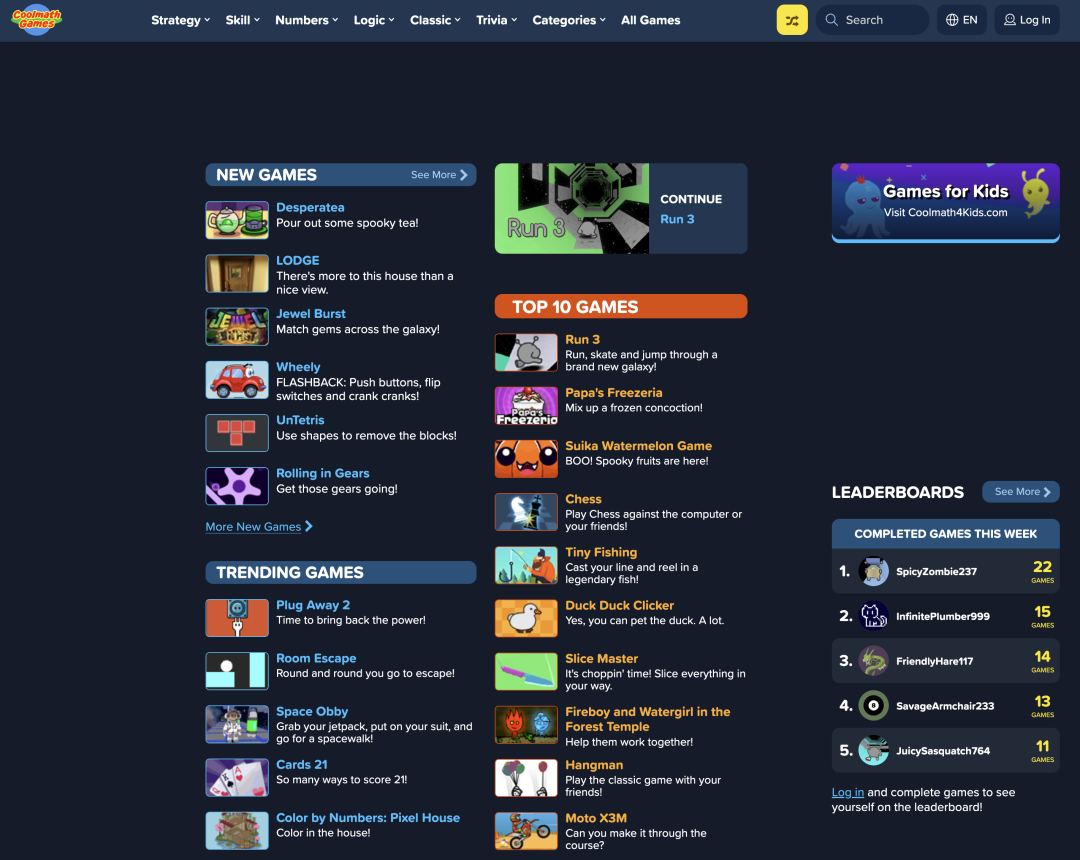 Coolmath
Games
Strategy
Skill
Numbers
Logic
Classic
Trivia
Categories
All Games
Search
EN
Log In
NEW GAMES
See More
Desperatea
Pour out some spooky tea!
LODGE
There's more to this house than a
nice view.
JEWEL
BURST
Jewel Burst
Match gems across the galaxy!
Wheely
FLASHBACK: Push buttons, flip
switches and crank cranks!
UnTetris
Use shapes to remove the blocks!
Rolling in Gears
Get those gears going!
More New Games
TRENDING GAMES
Plug Away 2
Time to bring back the power!
Room Escape
Round and round you go to escape!
Space Obby
Grab your jetpack, put on your suit, and
go for a spacewalk!
Cards 21
So many ways to score 21!
Color by Numbers: Pixel House
Color in the house!
Run 3
CONTINUE
Run 3
TOP 10 GAMES
Run 3
Run, skate and jump through a
brand new galaxy!
Papa's
Freezeria
Papa's Freezeria
Mix up a frozen concoction!
Suika Watermelon Game
BOO! Spooky fruits are here!
Chess
Play Chess against the computer or
your friends!
Tiny Fishing
Cast your line and reel in a
legendary fish!
Duck Duck Clicker
Yes, you can pet the duck. A lot.
Slice Master
It's choppin' time! Slice everything in
your way.
Fireboy and Watergirl in the
Forest Temple
Help them work together!
Hangman
Play the classic game with your
friends!
Moto X3M
Can you make it through the
course?
Games for Kids
Visit Coolmath4Kids.com
LEADERBOARDS
See More
COMPLETED GAMES THIS WEEK
1. SpicyZombie237 22
GAMES
2. InfinitePlumber999 15
GAMES
3. FriendlyHare117 14
GAMES
4. SavageArmchair233 13
GAMES
5. JuicySasquatch764 11
GAMES
Log in and complete games to see
yourself on the leaderboard!